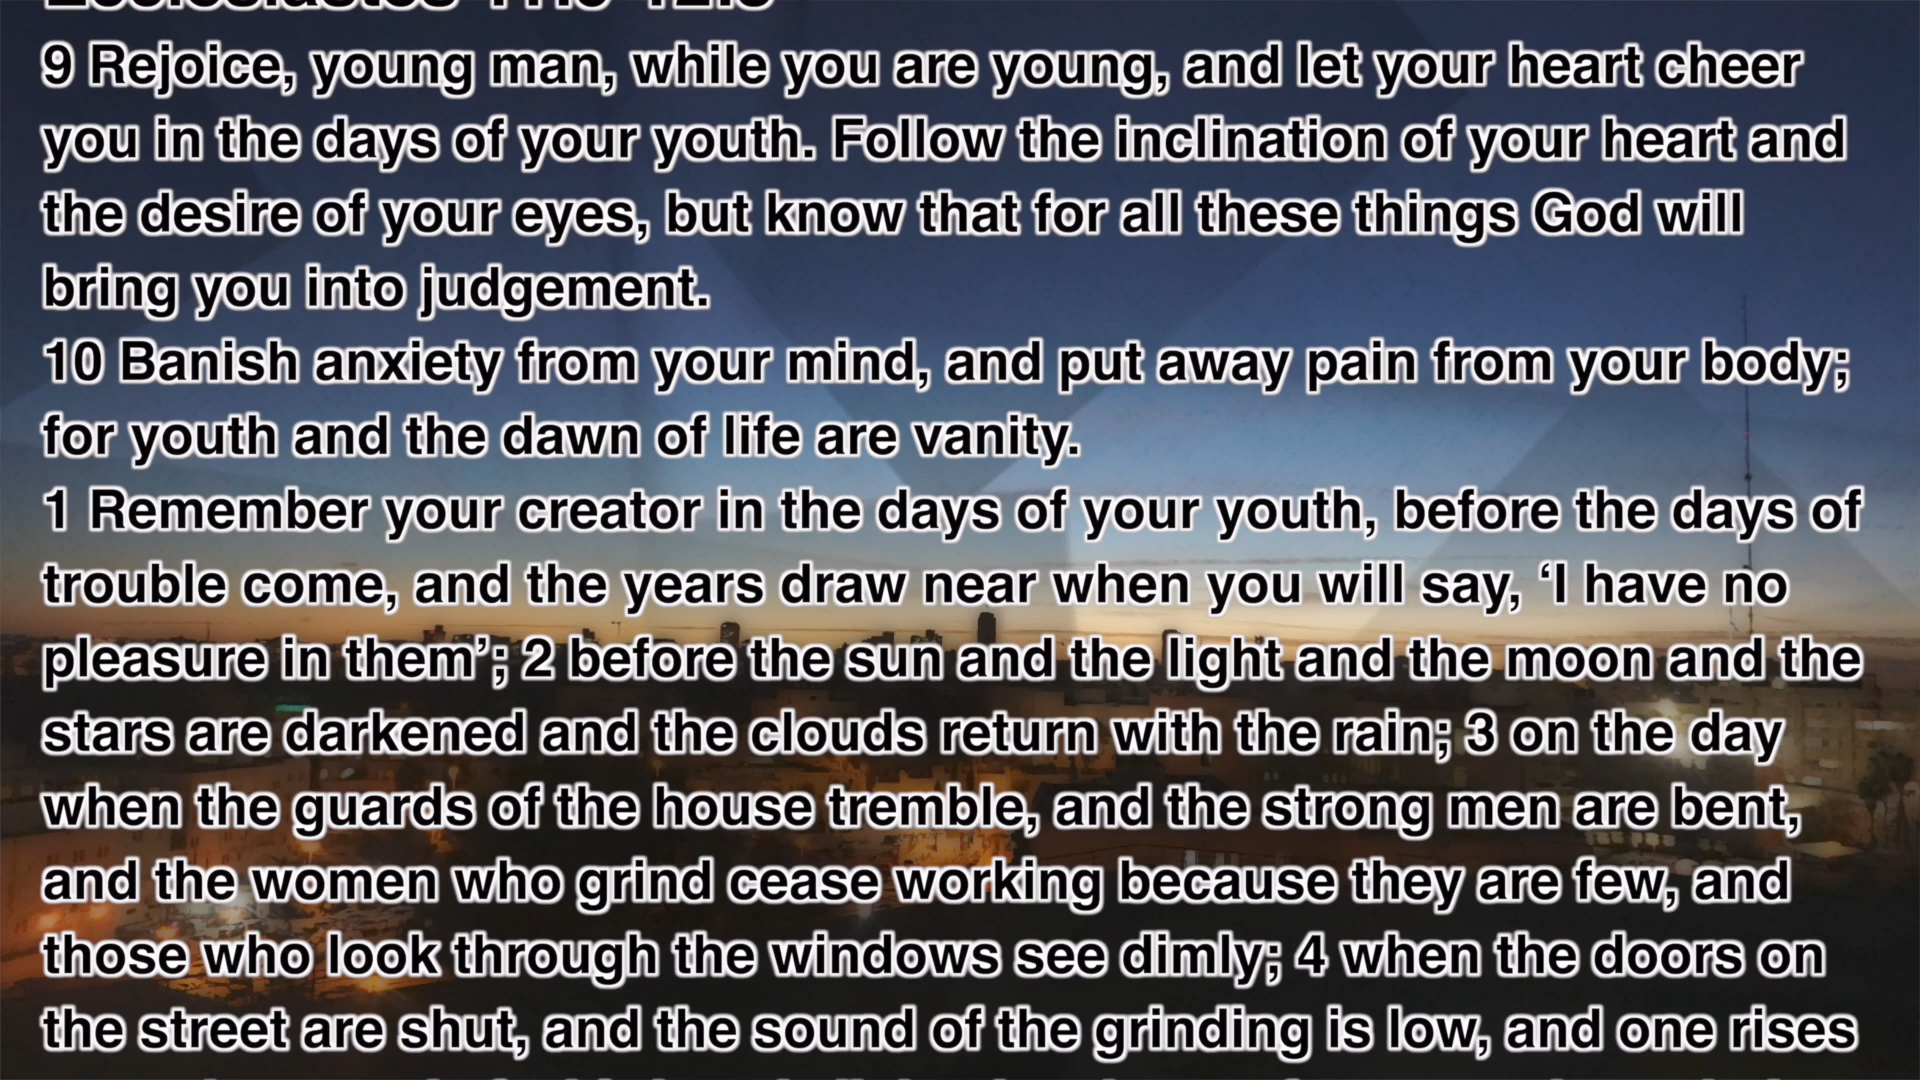 9 Rejoice, young man, while you are young, and let your heart cheer
you in the days of your youth. Follow the inclination of your heart and
the desire of your eyes, but know that for all these things God will
bring you into judgement.
10 Banish anxiety from your mind, and put away pain from your body;
for youth and the dawn of life are vanity.
1 Remember your creator in the days of your youth, before the days of
trouble come, and the years draw near when you will say, ‘I have no
pleasure in them’; 2 before the sun and the light and the moon and the
stars are darkened and the clouds return with the rain; 3 on the day
when the guards of the house tremble, and the strong men are bent,
and the women who grind cease working because they are few, and
those who look through the windows see dimly; 4 when the doors on
the street are shut, and the sound of the grinding is low, and one rises